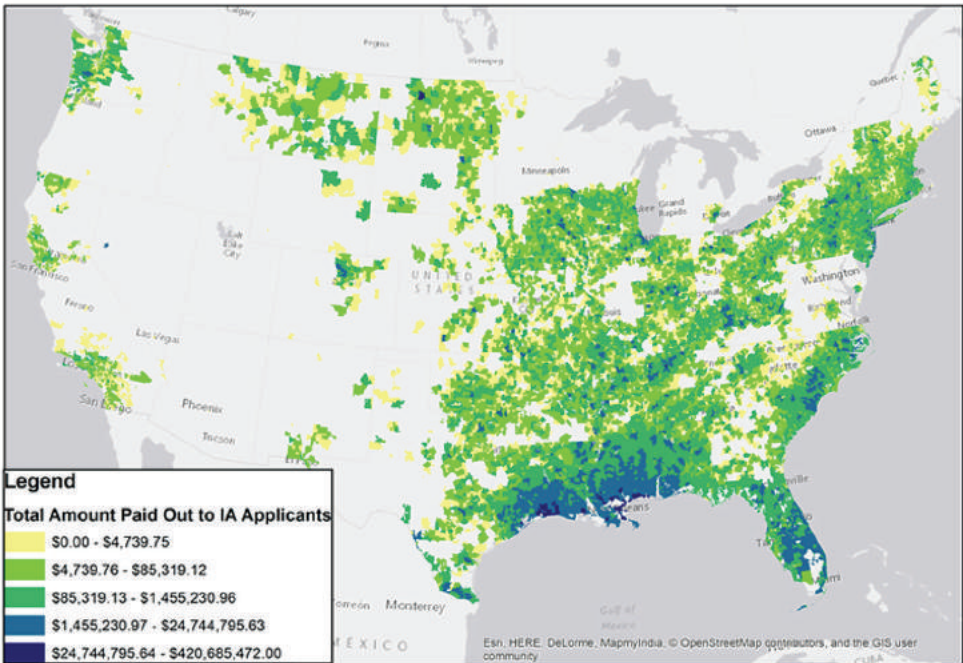 Calgary
Regina
Winnipeg
Quebec
Ottawa
Minneapolis
Grand
Rapids
Salt
Lake
City
UNITED
STATES
Washington
San Francisco
Fresno
Las Vegas
Norfolk
San Diego
Phoenix
Tucson
Monterrey
Gulf of
Mexico
MEXICO
CUBA
Legend
Total Amount Paid Out to IA Applicants
$0.00 - $4,739.75
$4,739.76 - $85,319.12
$85,319.13 - $1,455,230.96
$1,455,230.97 - $24,744,795.63
$24,744,795.64 - $420,685,472.00
Esri, HERE, DeLorme, MapmyIndia, © OpenStreetMap contributors, and the GIS user
community